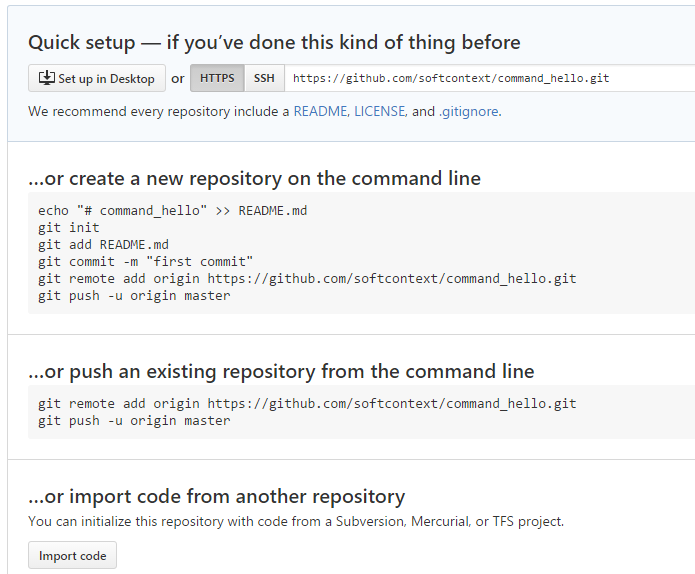 Quick setup — if you’ve done this kind of thing before
Set up in Desktop or HTTPS SSH https://github.com/softcontext/command_hello.git
We recommend every repository include a README, LICENSE, and .gitignore.
…or create a new repository on the command line
echo "# command_hello" >> README.md
git init
git add README.md
git commit -m "first commit"
git remote add origin https://github.com/softcontext/command_hello.git
git push -u origin master
…or push an existing repository from the command line
git remote add origin https://github.com/softcontext/command_hello.git
git push -u origin master
…or import code from another repository
You can initialize this repository with code from a Subversion, Mercurial, or TFS project.
Import code